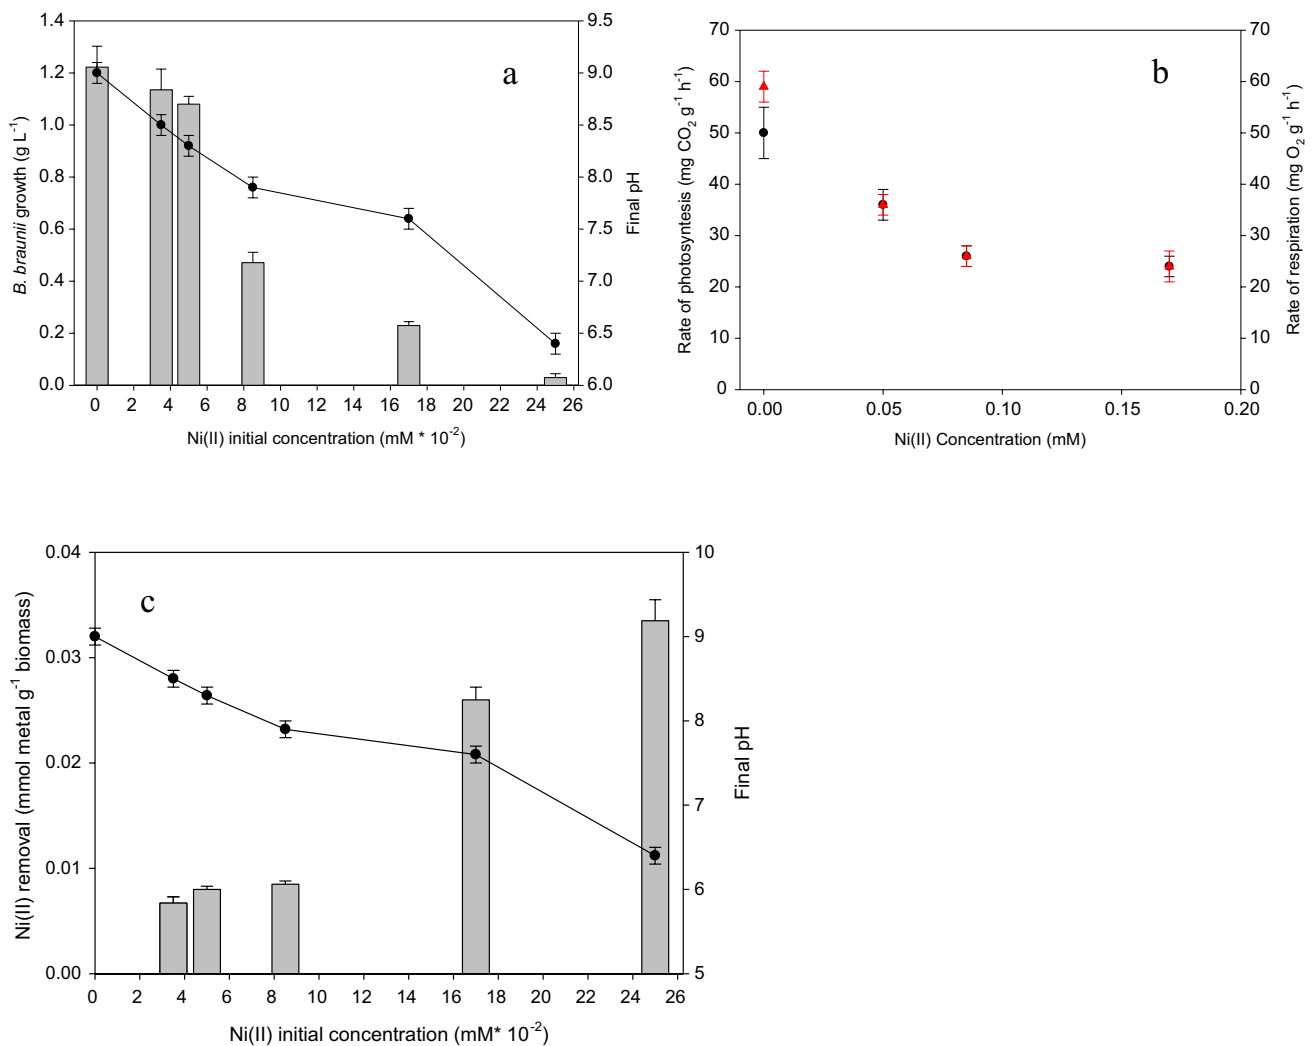 a
1.4
1.2
1.0
0.8
0.6
0.4
0.2
0.0
B. braunii growth (g L-1)
9.5
9.0
8.5
8.0
7.5
7.0
6.5
6.0
Final pH
0 2 4 6 8 10 12 14 16 18 20 22 24 26
Ni(II) initial concentration (mM * 10-2)
b
70
60
50
40
30
20
10
0
Rate of photosyntesis (mg CO2 g-1 h-1)
70
60
50
40
30
20
10
0
Rate of respiration (mg O2 g-1 h-1)
0.00 0.05 0.10 0.15 0.20
Ni(II) Concentration (mM)
c
0.04
0.03
0.02
0.01
0.00
Ni(II) removal (mmol metal g-1 biomass)
10
9
8
7
6
5
Final pH
0 2 4 6 8 10 12 14 16 18 20 22 24 26
Ni(II) initial concentration (mM* 10-2)